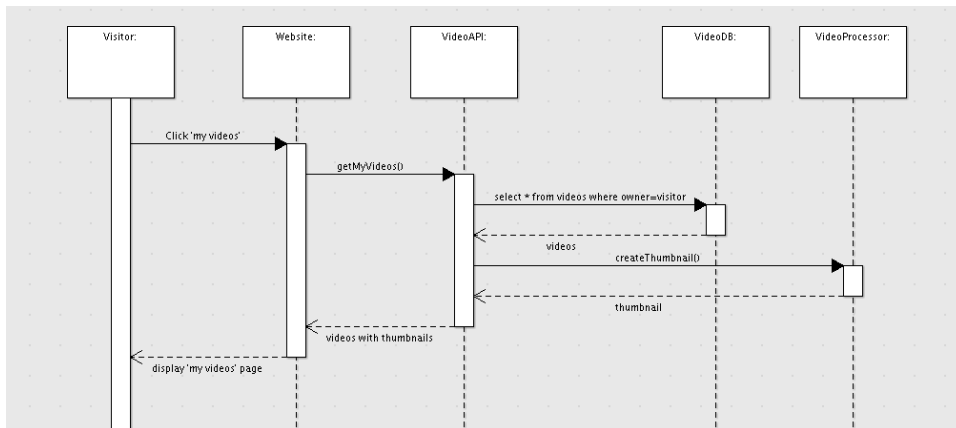 Visitor:
Website:
VideoAPI:
VideoDB:
VideoProcessor:
Click 'my videos'
getMyVideos()
select * from videos where owner=visitor
videos
createThumbnail()
thumbnail
videos with thumbnails
display 'my videos' page